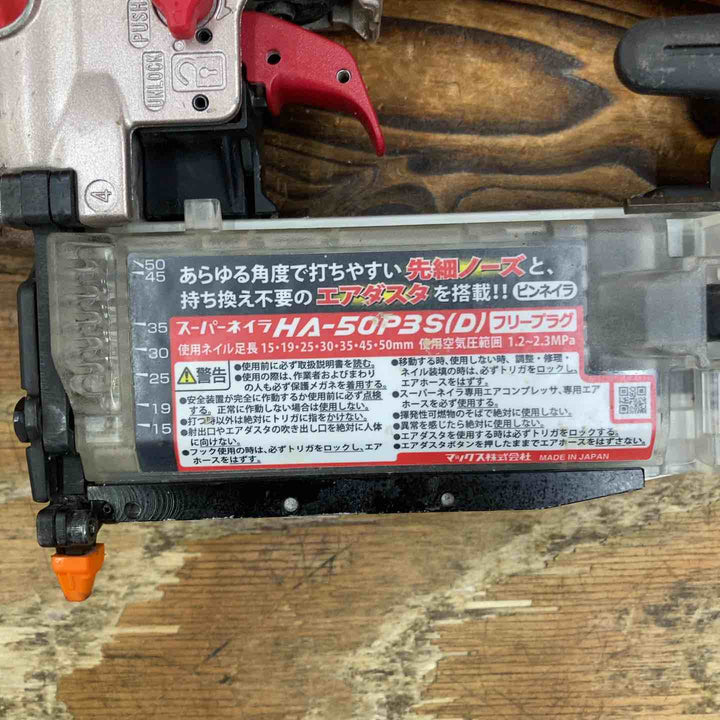 PUSH
UNLOCK
4
50
45
35
30
25
19
15
あらゆる角度で打ちやすい 先細ノーズと、
持ち換え不要の エアダスタ を搭載!! ピンネイラ
スーパーネイラ HA-50P3S(D) フリープラグ
使用ネイル足長 15・19・25・30・35・45・50mm 使用空気圧範囲 1.2～2.3MPa
警告
●使用前に必ず取扱説明書を読む。
●使用の際は、作業者およびまわりの人も必ず保護メガネを着用する。
●安全装置が完全に作動するか使用前に必ず点検
する。正常に作動しない場合は使用しない。
●打つ時以外は絶対にトリガに指をかけない。
●射出口やエアダスタの吹き出し口を絶対に人体
に向けない。
●フック使用の時は、必ずトリガをロックし、エア
ホースをはずす。
●移動する時、使用しない時、調整・修理・
ネイル装填の時は、必ずトリガをロックし、
エアホースをはずす。
●スーパーネイラ専用エアコンプレッサ、専用エア
ホースを必ず使用する。
●揮発性可燃物のそばで絶対に使用しない。
●異常を感じたら絶対に使用しない。
●エアダスタを使用する時は必ずトリガをロックする。
●エアダスタボタンを押したままでエアホースをはずさない。
マックス株式会社 MADE IN JAPAN